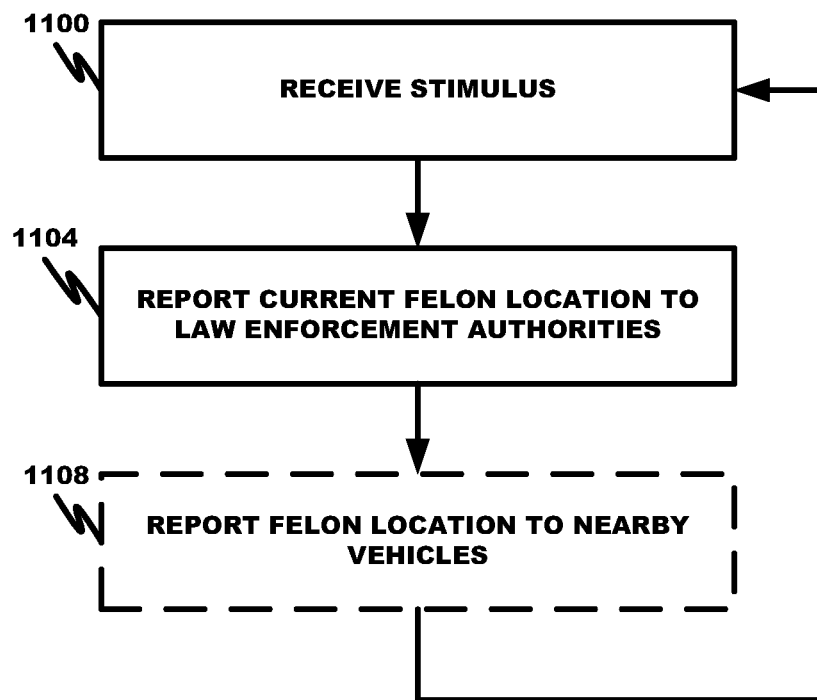 1100
RECEIVE STIMULUS
1104
REPORT CURRENT FELON LOCATION TO
LAW ENFORCEMENT AUTHORITIES
1108
REPORT FELON LOCATION TO NEARBY
VEHICLES